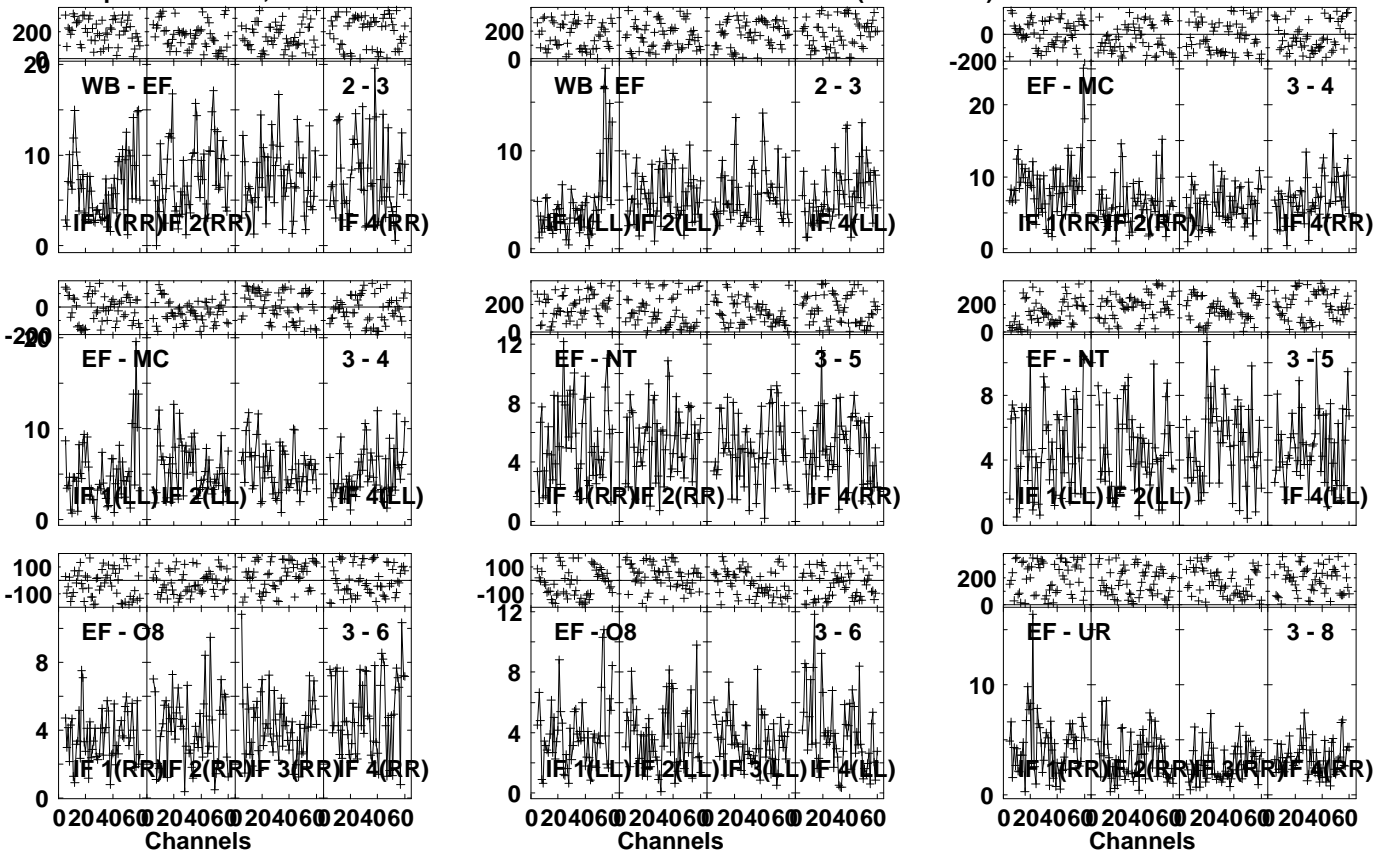 200 0
20 10 0
WB - EF 2 - 3
IF 1(RR) IF 2(RR) IF 4(RR)
200 0
10 0
WB - EF 2 - 3
IF 1(LL) IF 2(LL) IF 4(LL)
0 -200
20 10 0
EF - MC 3 - 4
IF 1(RR) IF 2(RR) IF 4(RR)
0 -200
20 10 0
EF - MC 3 - 4
IF 1(LL) IF 2(LL) IF 4(LL)
200 0
12 8 4 0
EF - NT 3 - 5
IF 1(RR) IF 2(RR) IF 4(RR)
200 0
8 4 0
EF - NT 3 - 5
IF 1(LL) IF 2(LL) IF 4(LL)
100 -100
8 4 0
EF - O8 3 - 6
IF 1(RR) IF 2(RR) IF 3(RR) IF 4(RR)
0 20 40 60 0 20 40 60 0 20 40 60 0 20 40 60
Channels
100 -100
12 8 4 0
EF - O8 3 - 6
IF 1(LL) IF 2(LL) IF 3(LL) IF 4(LL)
0 20 40 60 0 20 40 60 0 20 40 60 0 20 40 60
Channels
200 0
10 0
EF - UR 3 - 8
IF 1(RR) IF 2(RR) IF 3(RR) IF 4(RR)
0 20 40 60 0 20 40 60 0 20 40 60 0 20 40 60
Channels